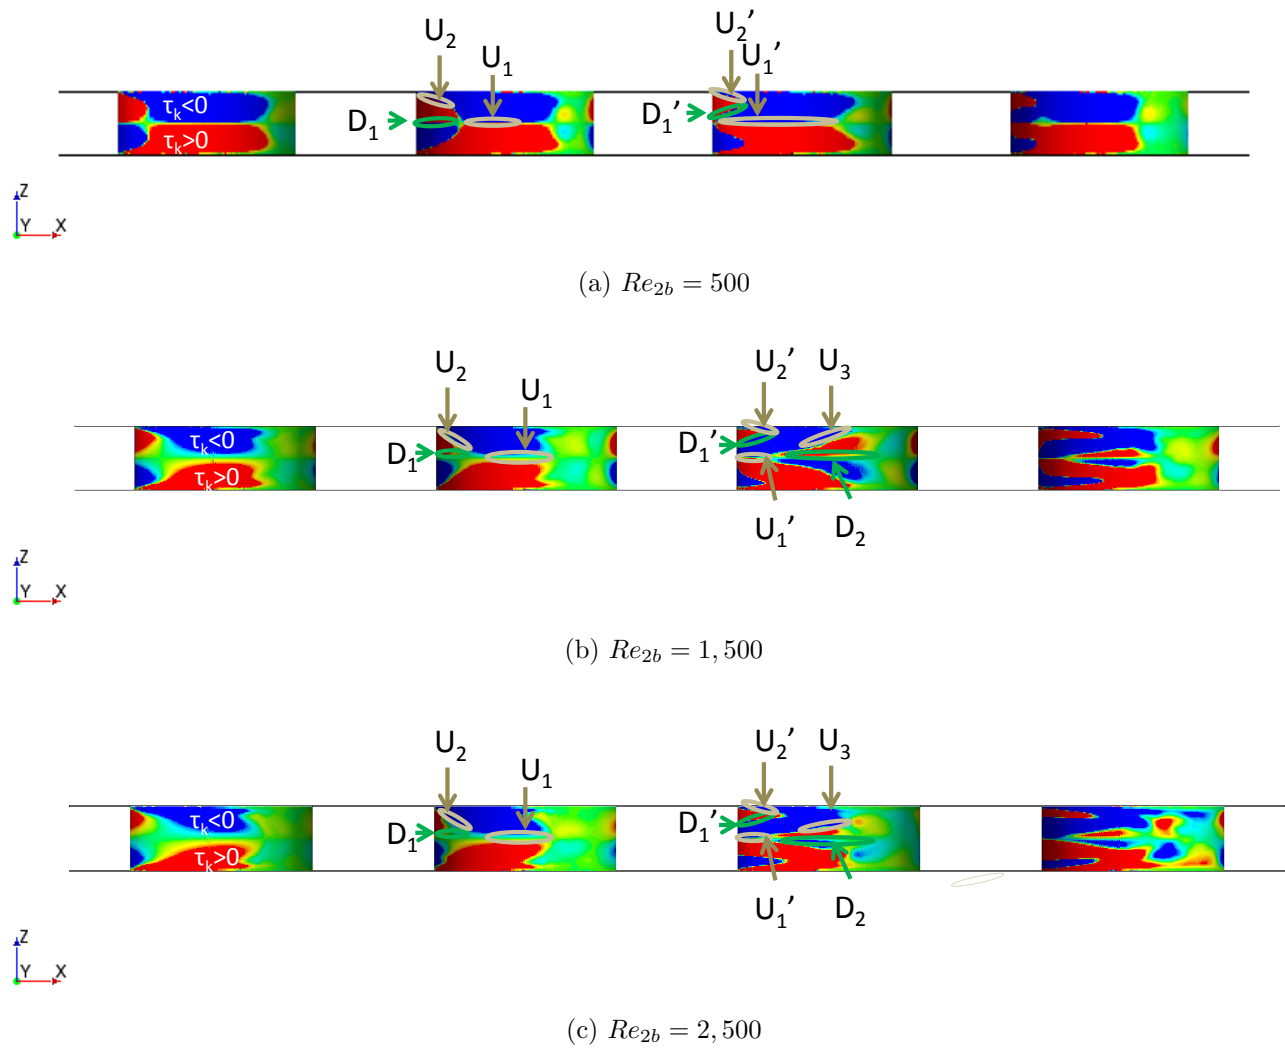 U₂ U₁ U₂’ U₁’
τₖ<0 D₁ D₁’
τₖ>0
Z
Y X
(a) Re₂b = 500
U₂ U₁ U₂’ U₃
τₖ<0 D₁ D₁’
τₖ>0
U₁’ D₂
Z
Y X
(b) Re₂b = 1, 500
U₂ U₁ U₂’ U₃
τₖ<0 D₁ D₁’
τₖ>0
U₁’ D₂
Z
Y X
(c) Re₂b = 2, 500